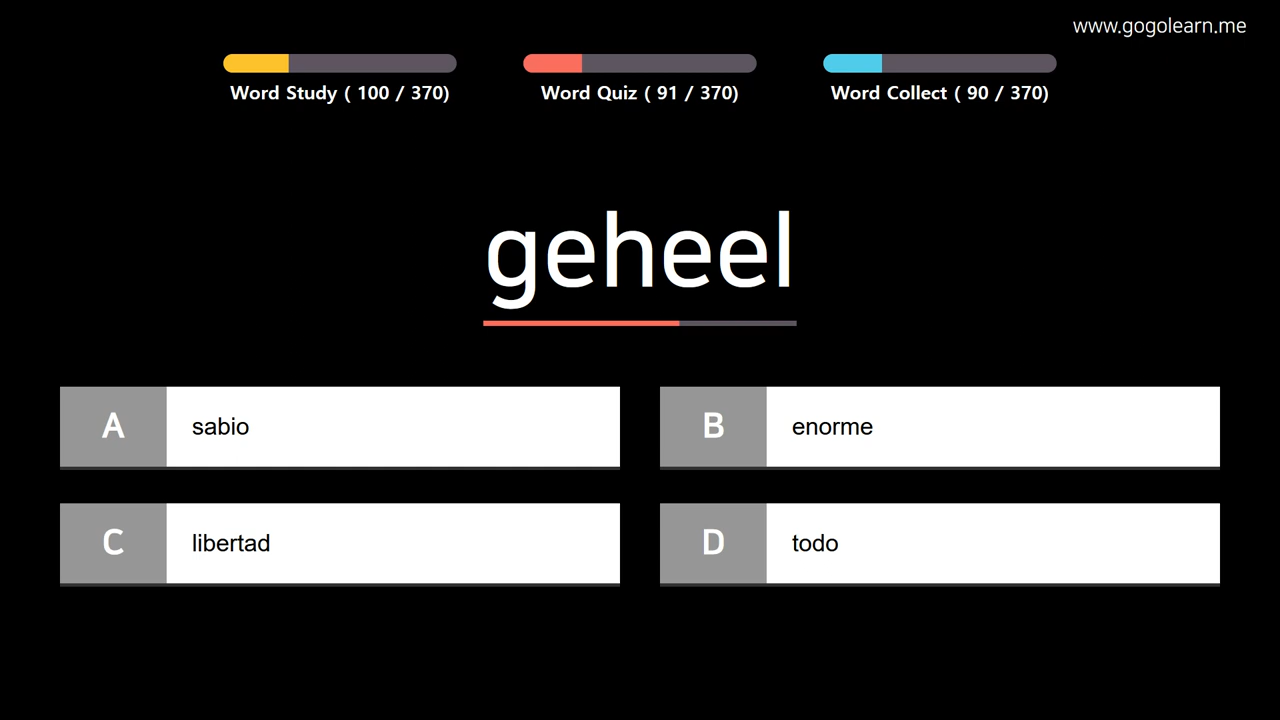 www.gogolearn.me
Word Study ( 100 / 370)
Word Quiz ( 91 / 370)
Word Collect ( 90 / 370)
geheel
A sabio
B enorme
C libertad
D todo